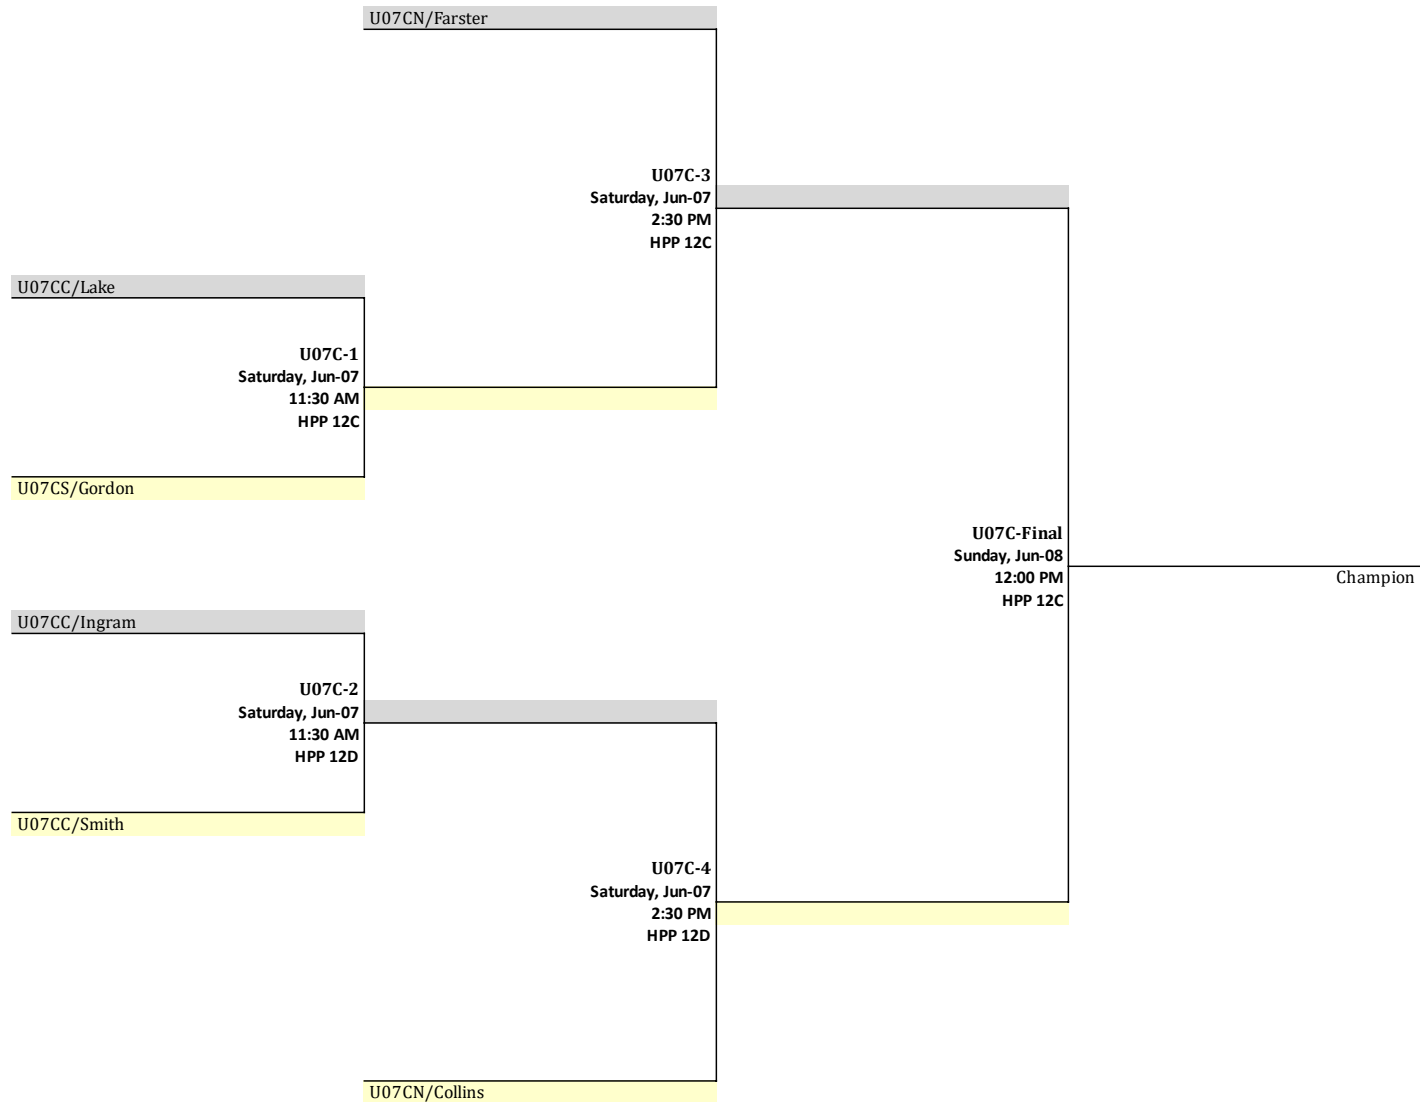 U07CN/Farster
U07C-3
Saturday, Jun-07
2:30 PM
HPP 12C
U07CC/Lake
U07C-1
Saturday, Jun-07
11:30 AM
HPP 12C
U07CS/Gordon
U07C-Final
Sunday, Jun-08
12:00 PM
HPP 12C
Champion
U07CC/Ingram
U07C-2
Saturday, Jun-07
11:30 AM
HPP 12D
U07CC/Smith
U07C-4
Saturday, Jun-07
2:30 PM
HPP 12D
U07CN/Collins